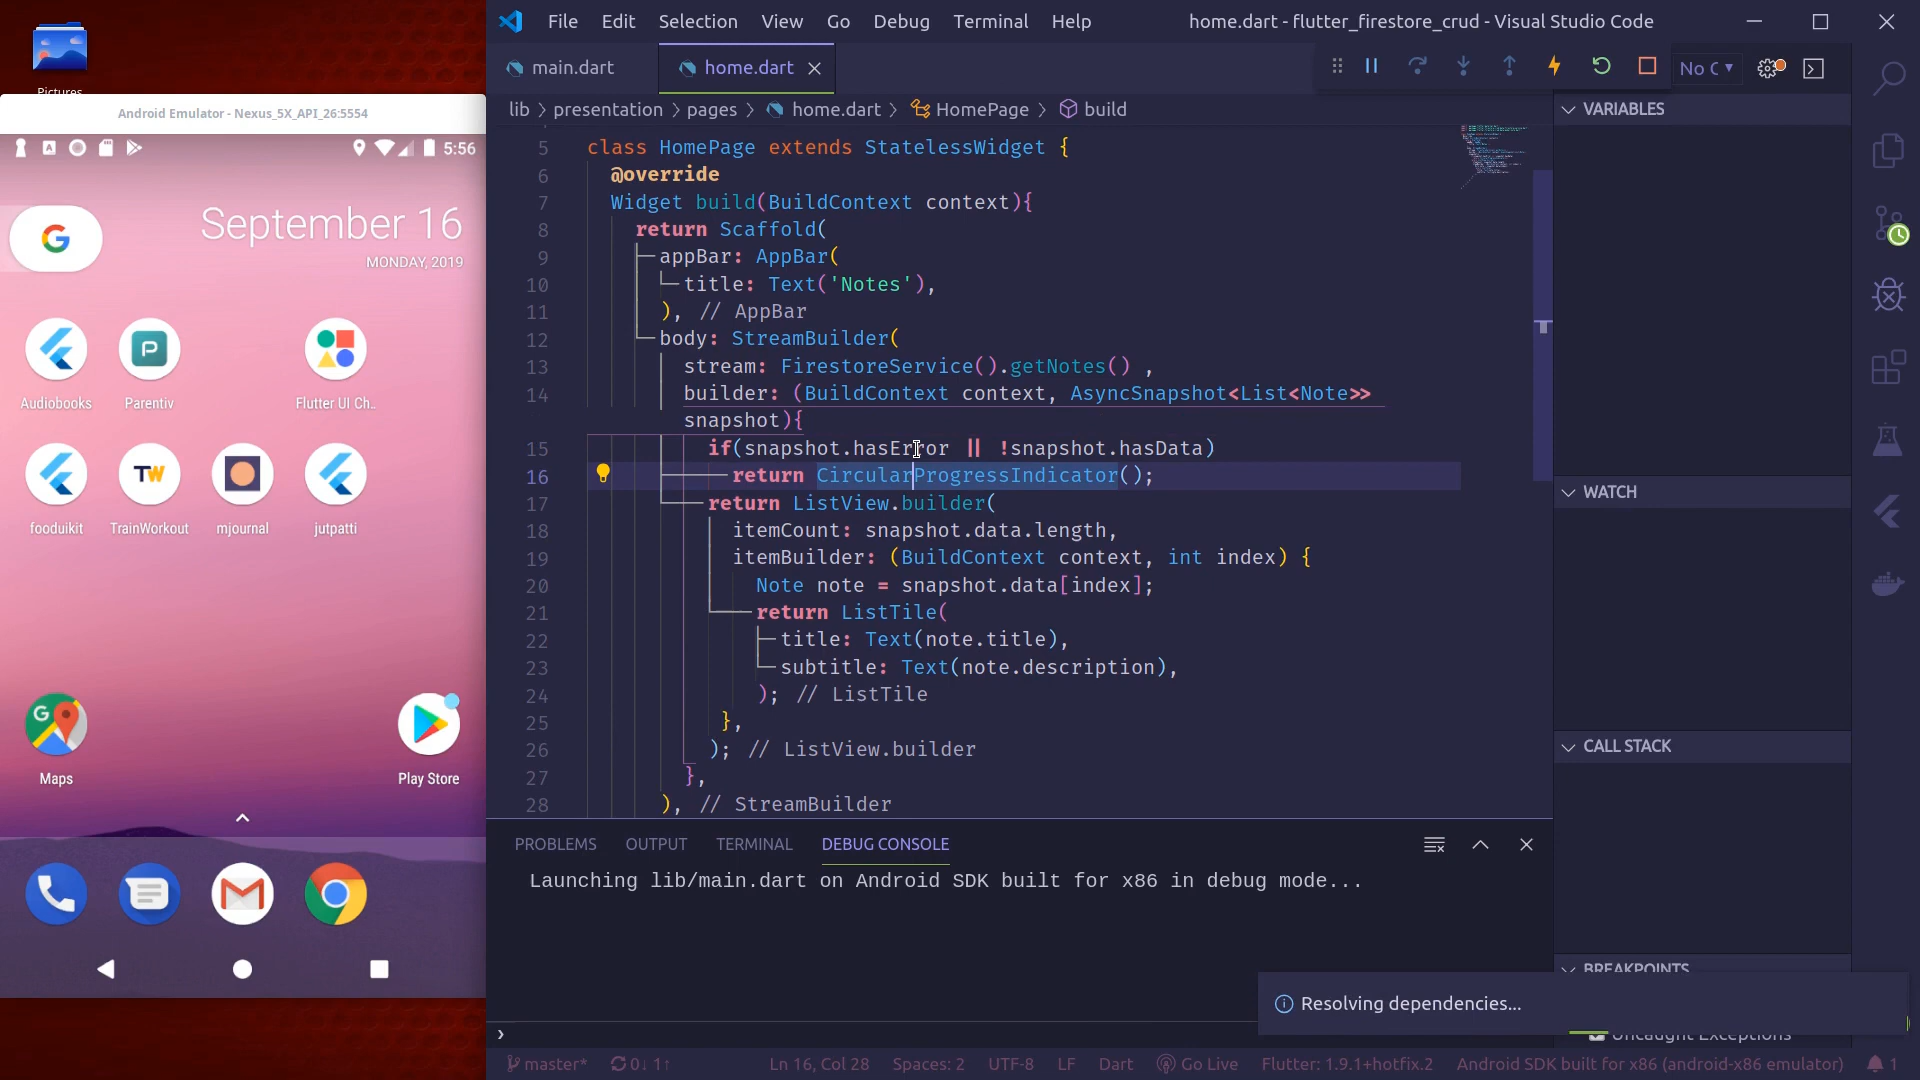 Pictures
Android Emulator - Nexus_5X_API_26:5554
5:56
September 16
MONDAY, 2019
Audiobooks
Parentiv
Flutter UI Ch..
fooduikit
TrainWorkout
mjournal
jutpatti
Maps
Play Store
File Edit Selection View Go Debug Terminal Help
home.dart - flutter_firestore_crud - Visual Studio Code
main.dart
home.dart
No C
lib > presentation > pages > home.dart > HomePage > build
5 class HomePage extends StatelessWidget {
6 @override
7 Widget build(BuildContext context){
8 return Scaffold(
9 appBar: AppBar(
10 title: Text('Notes'),
11 ), // AppBar
12 body: StreamBuilder(
13 stream: FirestoreService().getNotes() ,
14 builder: (BuildContext context, AsyncSnapshot<List<Note>>
snapshot){
15 if(snapshot.hasError || !snapshot.hasData)
16 return CircularProgressIndicator();
17 return ListView.builder(
18 itemCount: snapshot.data.length,
19 itemBuilder: (BuildContext context, int index) {
20 Note note = snapshot.data[index];
21 return ListTile(
22 title: Text(note.title),
23 subtitle: Text(note.description),
24 ); // ListTile
25 },
26 ); // ListView.builder
27 },
28 ), // StreamBuilder
PROBLEMS OUTPUT TERMINAL DEBUG CONSOLE
Launching lib/main.dart on Android SDK built for x86 in debug mode...
VARIABLES
WATCH
CALL STACK
BREAKPOINTS
Resolving dependencies...
Uncaught Exceptions
master* 0↓ 1↑ Ln 16, Col 28 Spaces: 2 UTF-8 LF Dart Go Live Flutter: 1.9.1+hotfix.2 Android SDK built for x86 (android-x86 emulator) 1